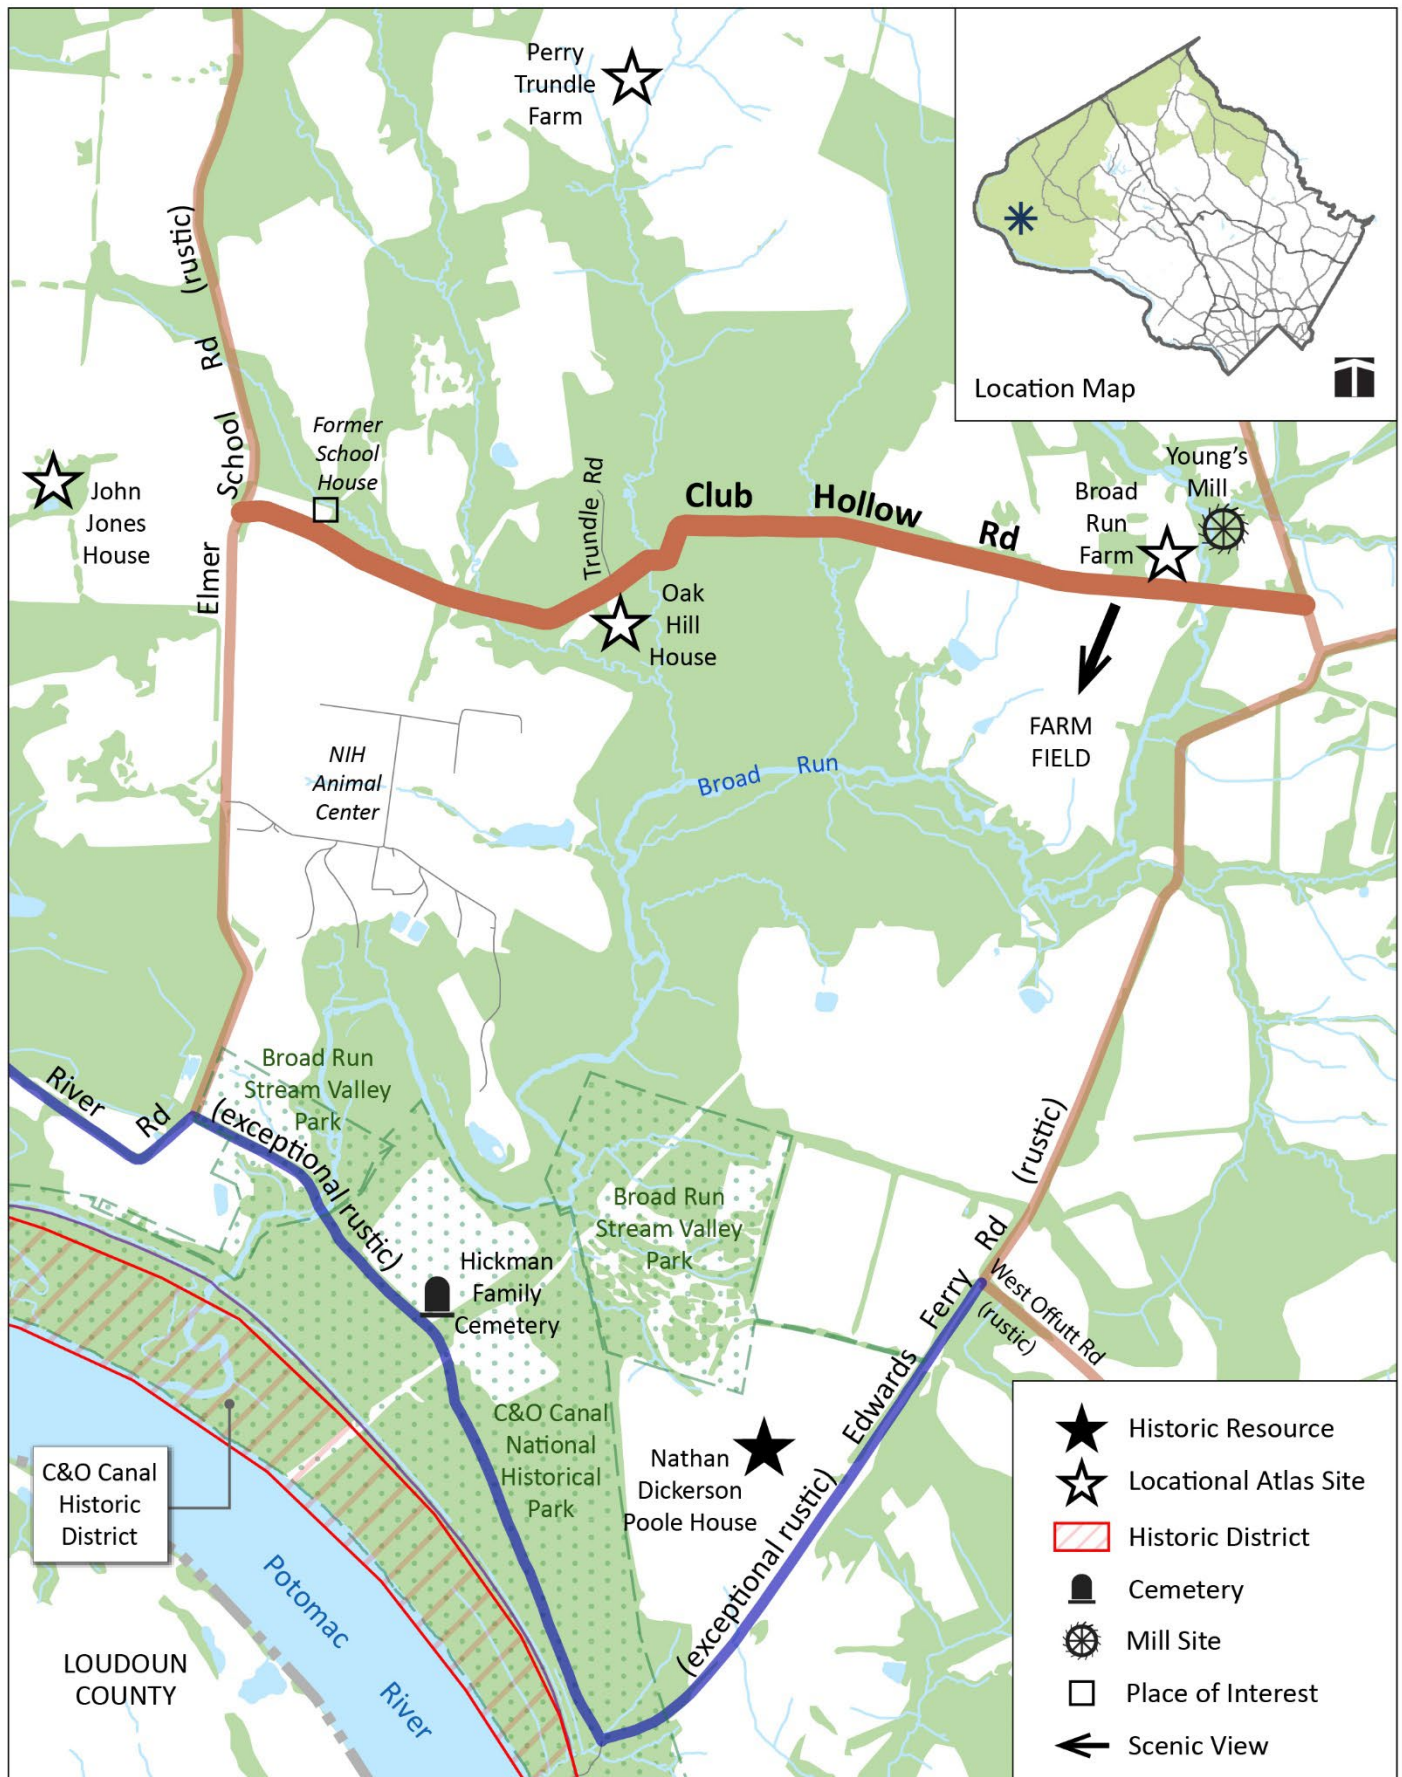 Perry
Trundle
Farm
Location Map
(rustic)
Elmer School Rd
Former
School
House
John
Jones
House
Trundle Rd
Club Hollow Rd
Broad
Run
Farm
Young's
Mill
Oak
Hill
House
FARM
FIELD
NIH
Animal
Center
Broad Run
River Rd
(exceptional rustic)
Broad Run
Stream Valley
Park
Broad Run
Stream Valley
Park
(rustic)
Hickman
Family
Cemetery
Edwards Ferry Rd
West Offutt Rd
(rustic)
(exceptional rustic)
C&O Canal
National
Historical
Park
Nathan
Dickerson
Poole House
C&O Canal
Historic
District
Potomac River
LOUDOUN
COUNTY
Historic Resource
Locational Atlas Site
Historic District
Cemetery
Mill Site
Place of Interest
Scenic View